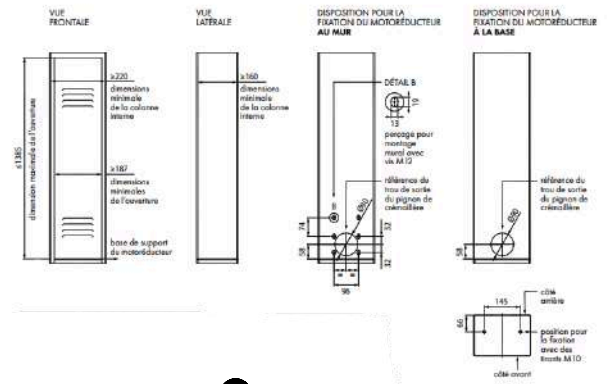 VUE
FRONTALE
≥220
dimensions
minimale
de la colonne
interne
≤1385
dimension maximale de l'ouverture
≥187
dimensions
minimales
de l'ouverture
base de support
du motoréducteur
VUE
LATÉRALE
≥160
dimensions
minimale
de la colonne
interne
DISPOSITION POUR LA
FIXATION DU MOTORÉDUCTEUR
AU MUR
DÉTAIL B
19
13
perçage pour
montage
mural avec
vis M12
référence du
trou de sortie
du pignon de
crémaillère
B
Ø90
74
58
32
32
96
DISPOSITION POUR LA
FIXATION DU MOTORÉDUCTEUR
À LA BASE
référence du
trou de sortie
du pignon de
crémaillère
Ø90
58
côté
arrière
145
66
position pour
la fixation
avec des
tirants M10
côté avant